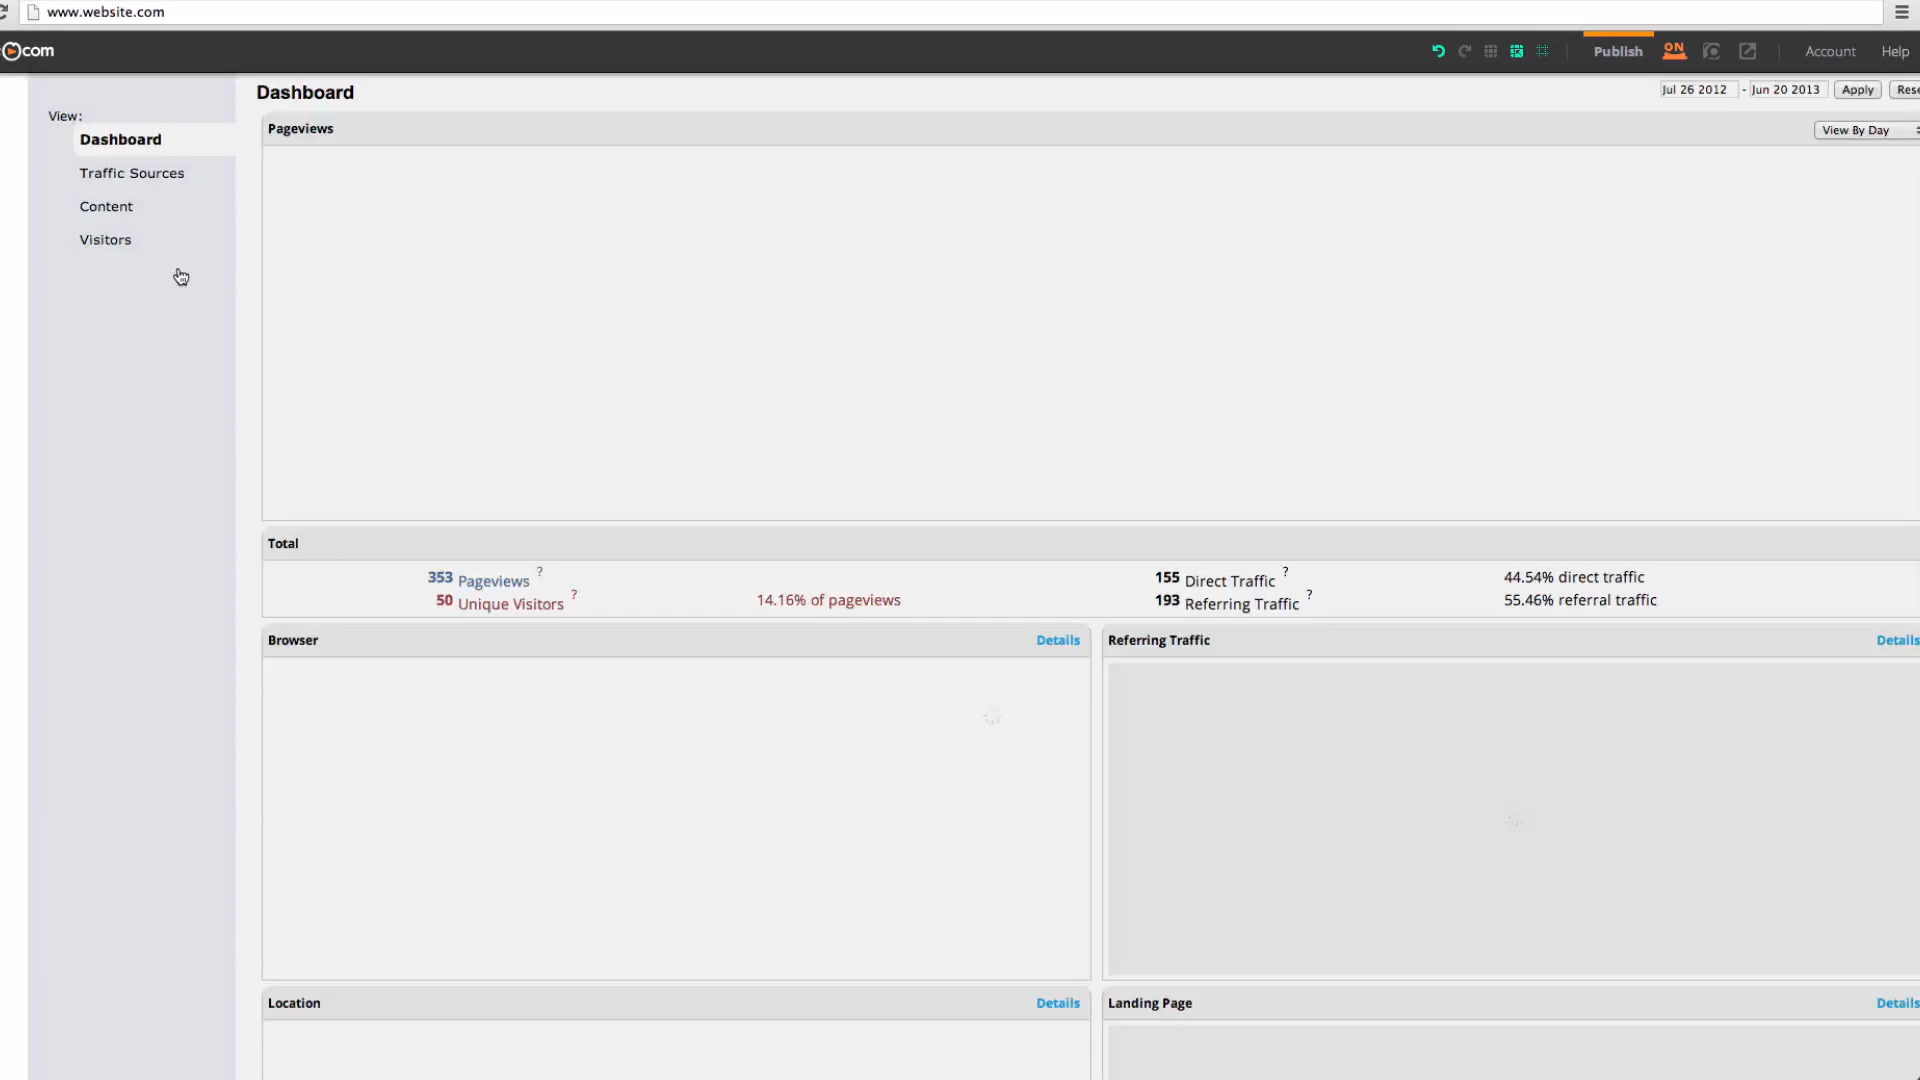 www.website.com
com
Publish ON Account Help
View:
Dashboard
Traffic Sources
Content
Visitors
Dashboard
Jul 26 2012 - Jun 20 2013 Apply Rese
Pageviews
View By Day
Total
353 Pageviews ?
50 Unique Visitors ? 14.16% of pageviews
155 Direct Traffic ? 44.54% direct traffic
193 Referring Traffic ? 55.46% referral traffic
Browser Details
Referring Traffic Details
Location Details
Landing Page Details